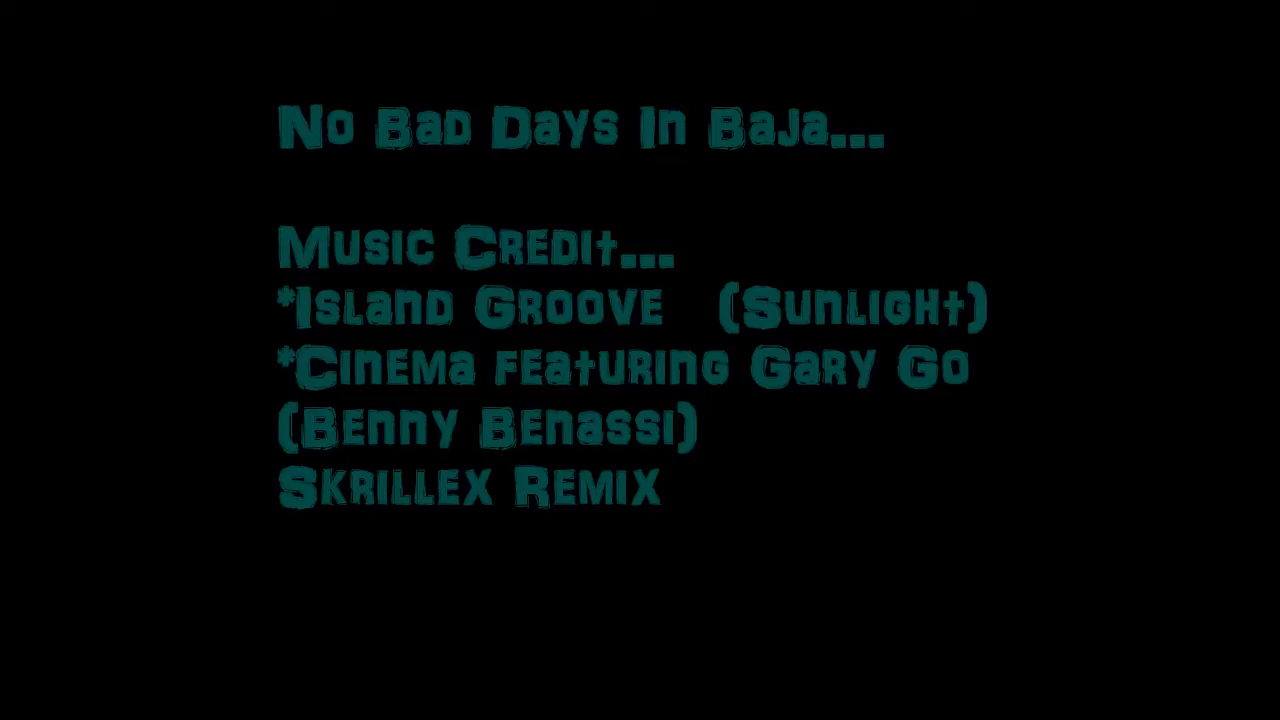 No Bad Days In Baja...
Music Credit...
*Island Groove (Sunlight)
*Cinema featuring Gary Go
(Benny Benassi)
Skrillex Remix